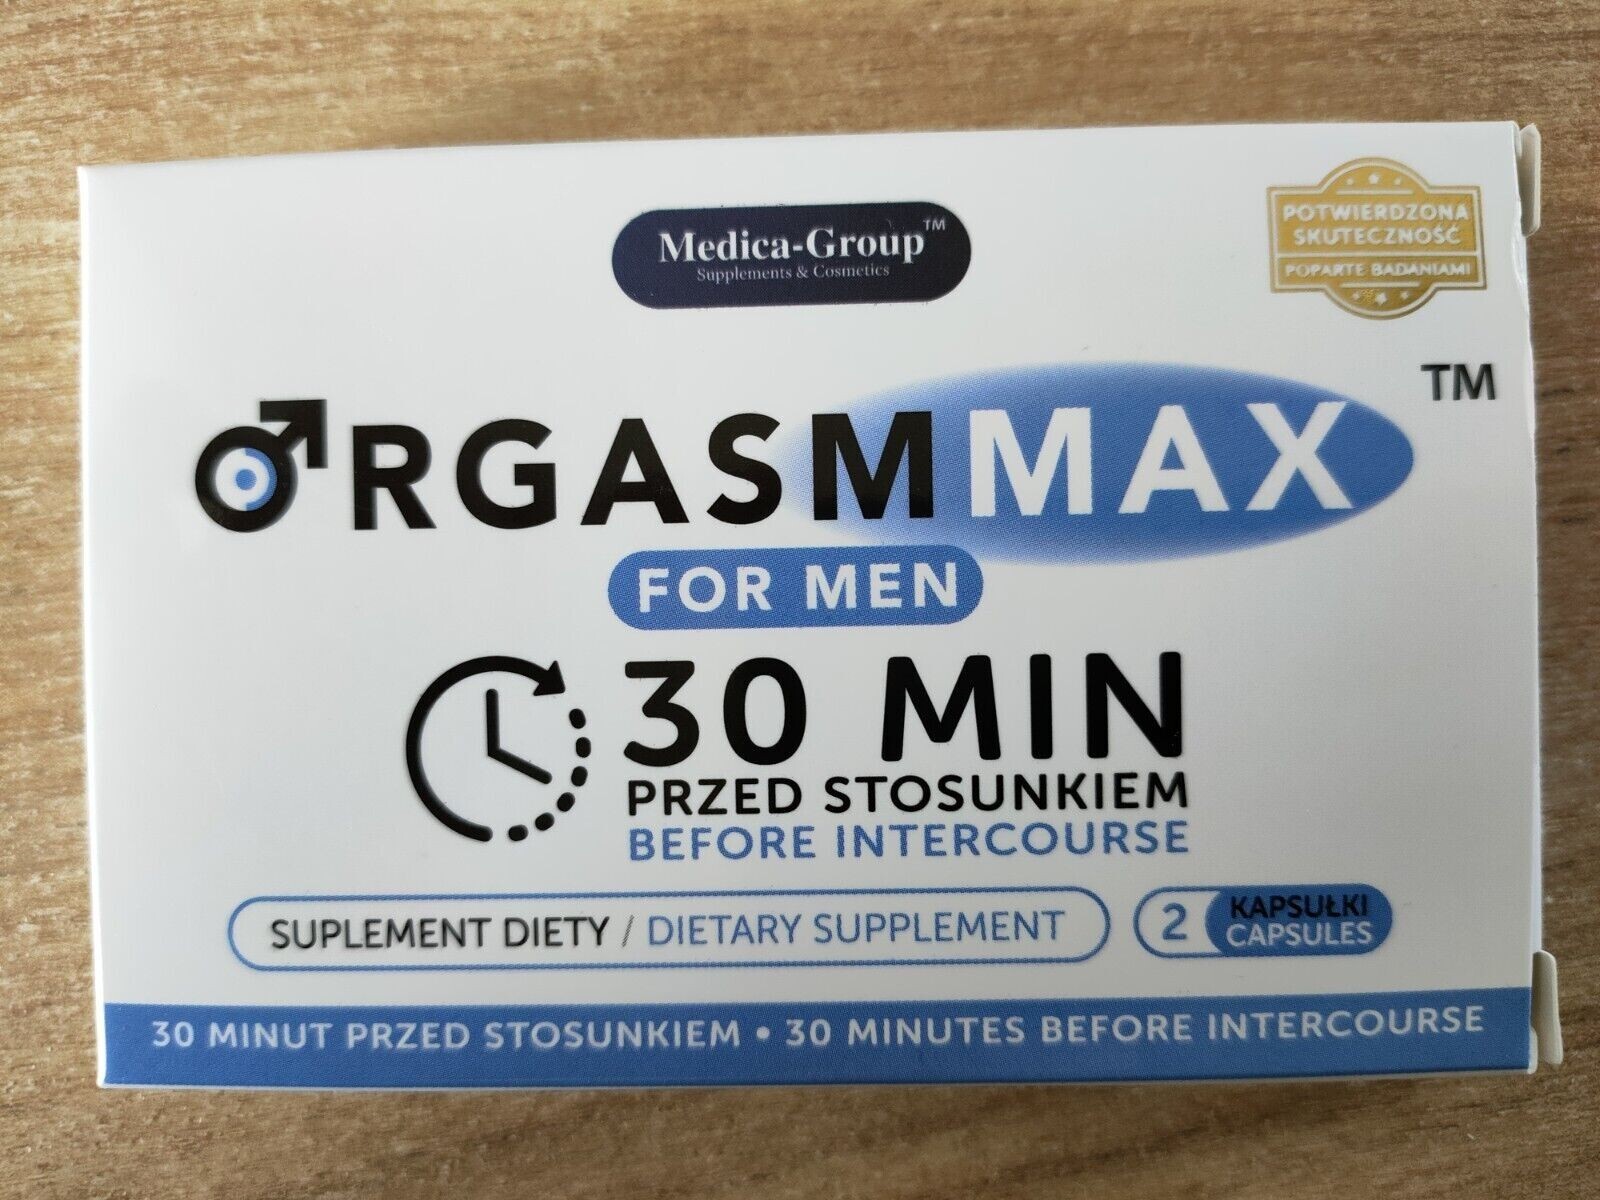 Medica-Group™
Supplements & Cosmetics
POTWIERDZONA
SKUTECZNOŚĆ
POPARTE BADANIAMI
ORGASMMAX™
FOR MEN
30 MIN
PRZED STOSUNKIEM
BEFORE INTERCOURSE
SUPLEMENT DIETY / DIETARY SUPPLEMENT
2 KAPSUŁKI
CAPSULES
30 MINUT PRZED STOSUNKIEM • 30 MINUTES BEFORE INTERCOURSE